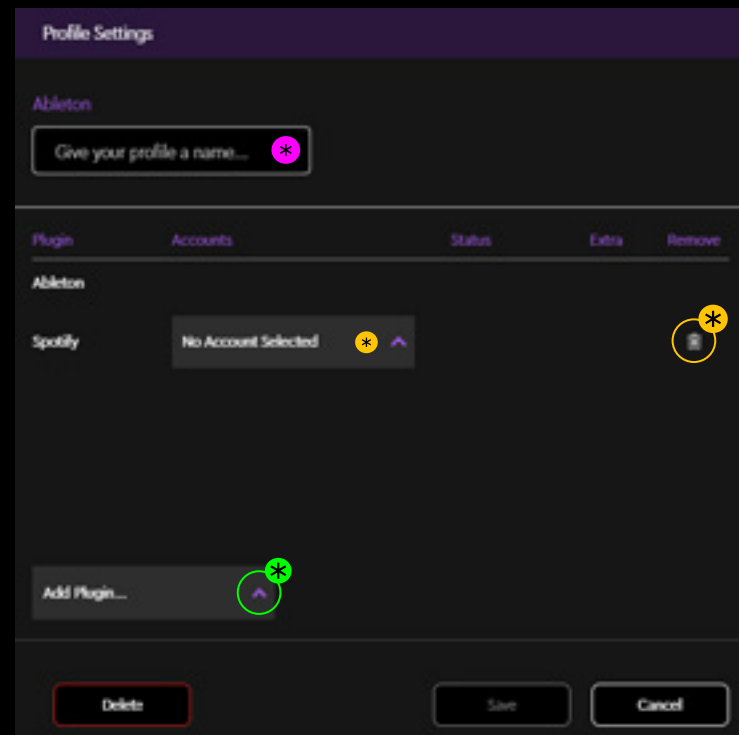 Profile Settings
Ableton
Give your profile a name...
Plugin Accounts Status Extra Remove
Ableton
Spotify No Account Selected
Add Plugin...
Delete Save Cancel